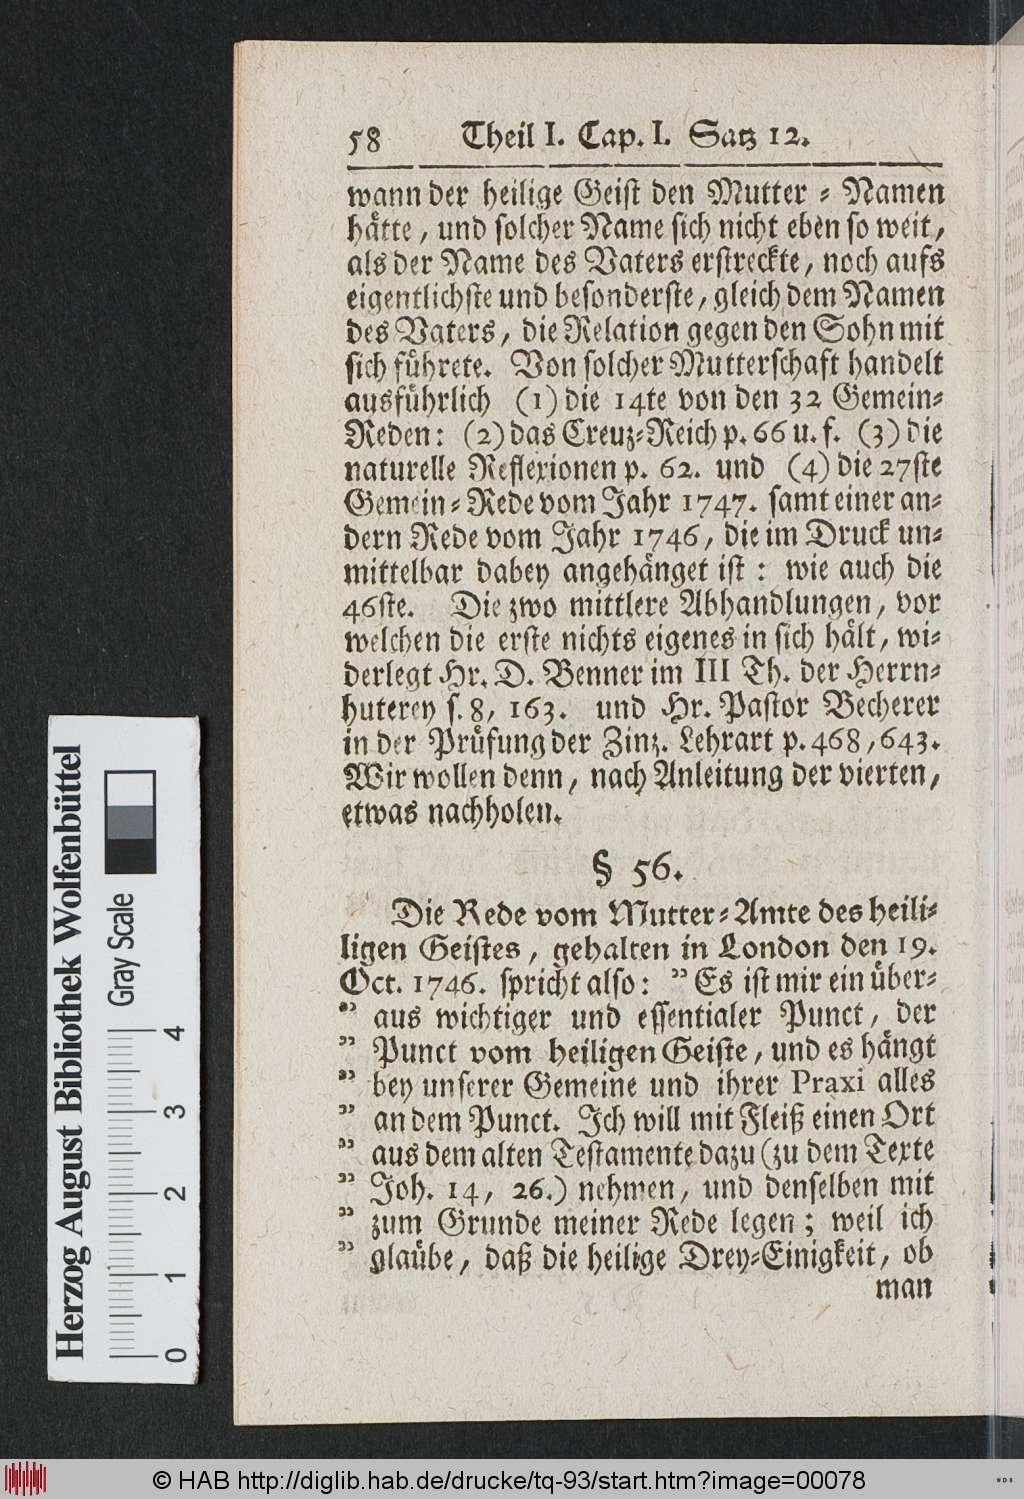 58 Theil I. Cap. I. Satz 12.
wann der heilige Geist den Mutter-Namen
hätte, und solcher Name sich nicht eben so weit,
als der Name des Vaters erstreckte, noch aufs
eigentlichste und besonderste, gleich dem Namen
des Vaters, die Relation gegen den Sohn mit
sich führete. Von solcher Mutterschaft handelt
ausführlich (1) die 14te von den 32 Gemein-
Reden: (2) das Creuz-Reich p. 66 u. f. (3) die
naturelle Reflexionen p. 62. und (4) die 27ste
Gemein-Rede vom Jahr 1747. samt einer an-
dern Rede vom Jahr 1746, die im Druck un-
mittelbar dabey angehänget ist: wie auch die
46ste. Die zwo mittlere Abhandlungen, vor
welchen die erste nichts eigenes in sich hält, wi-
derlegt Hr. D. Benner im III Th. der Herrn-
huterey s. 8, 163. und Hr. Pastor Becherer
in der Prüfung der Zinz. Lehrart p. 468, 643.
Wir wollen denn, nach Anleitung der vierten,
etwas nachholen.
§ 56.
Die Rede vom Mutter-Amte des heili-
ligen Geistes, gehalten in London den 19.
Oct. 1746. spricht also: " Es ist mir ein über-
" aus wichtiger und essentialer Punct, der
" Punct vom heiligen Geiste, und es hängt
" bey unserer Gemeine und ihrer Praxi alles
" an dem Punct. Ich will mit Fleiß einen Ort
" aus dem alten Testamente dazu (zu dem Texte
" Joh. 14, 26.) nehmen, und denselben mit
" zum Grunde meiner Rede legen; weil ich
" glaübe, daß die heilige Drey-Einigkeit, ob
man
Herzog August Bibliothek Wolfenbüttel
Gray Scale
0 1 2 3 4
© HAB http://diglib.hab.de/drucke/tq-93/start.htm?image=00078